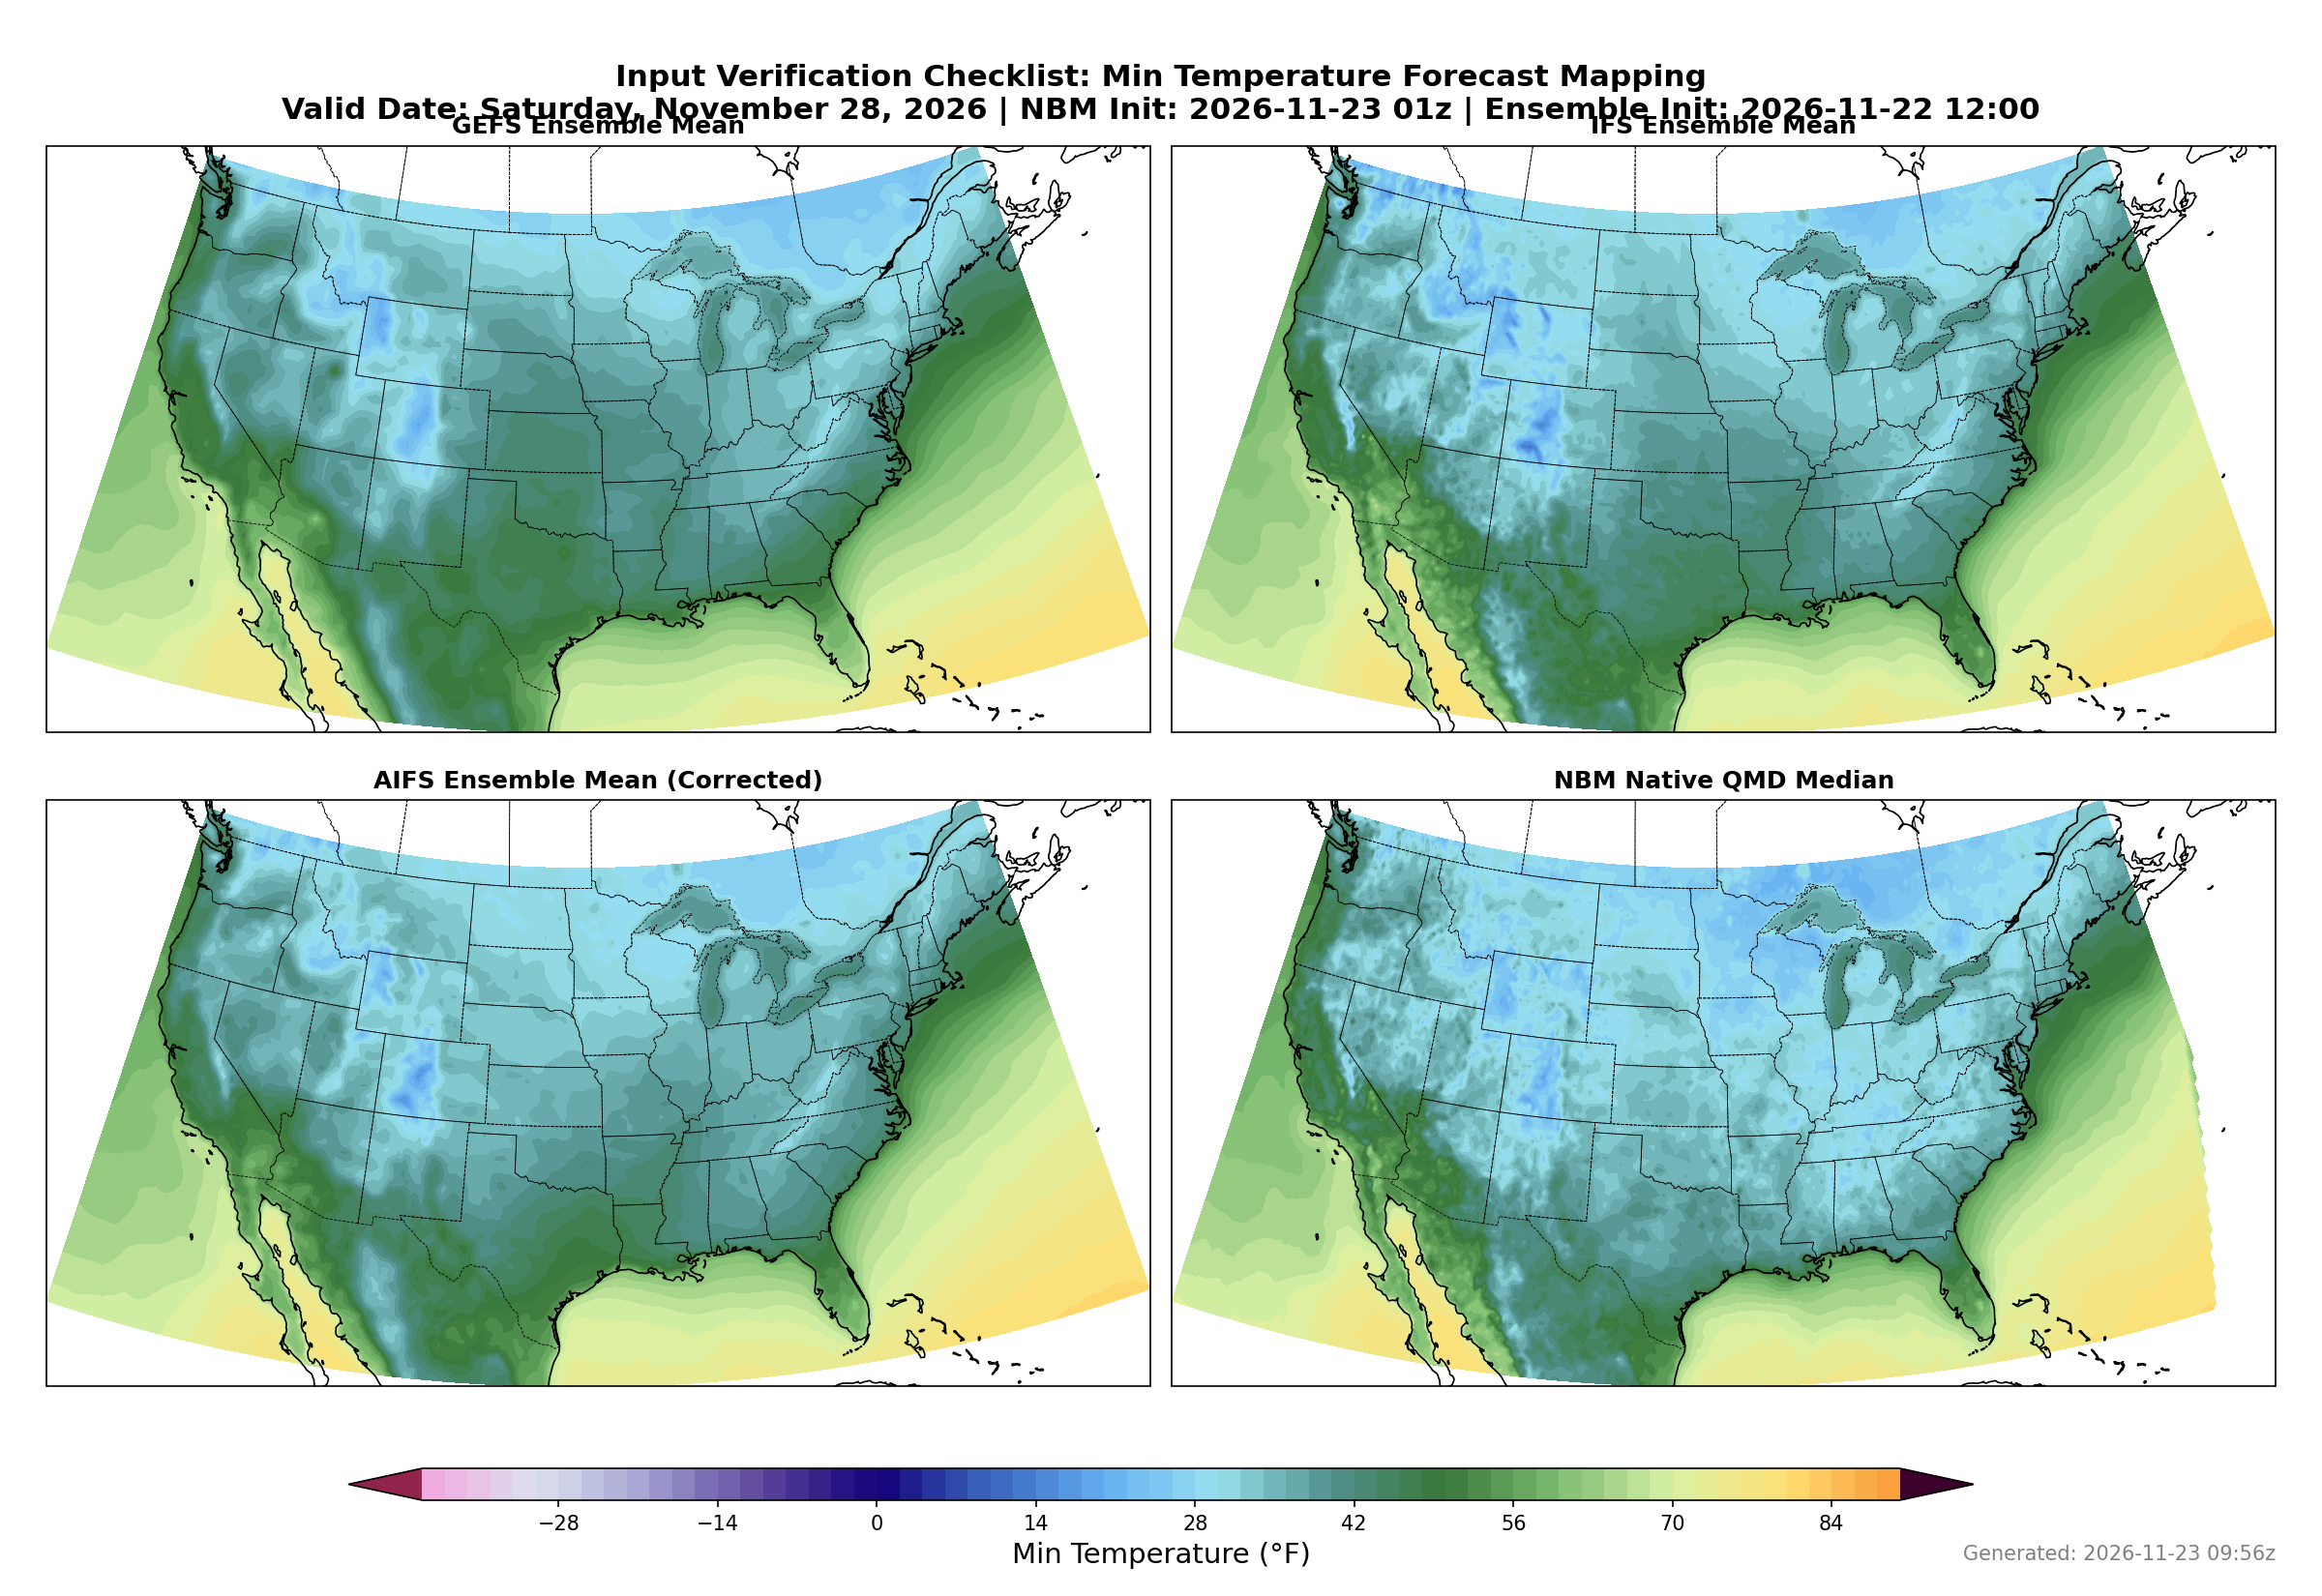 Input Verification Checklist: Min Temperature Forecast Mapping
Valid Date: Saturday, November 28, 2026 | NBM Init: 2026-11-23 01z | Ensemble Init: 2026-11-22 12:00
GEFS Ensemble Mean
IFS Ensemble Mean
AIFS Ensemble Mean (Corrected)
NBM Native QMD Median
−28 −14 0 14 28 42 56 70 84
Min Temperature (°F)
Generated: 2026-11-23 09:56z